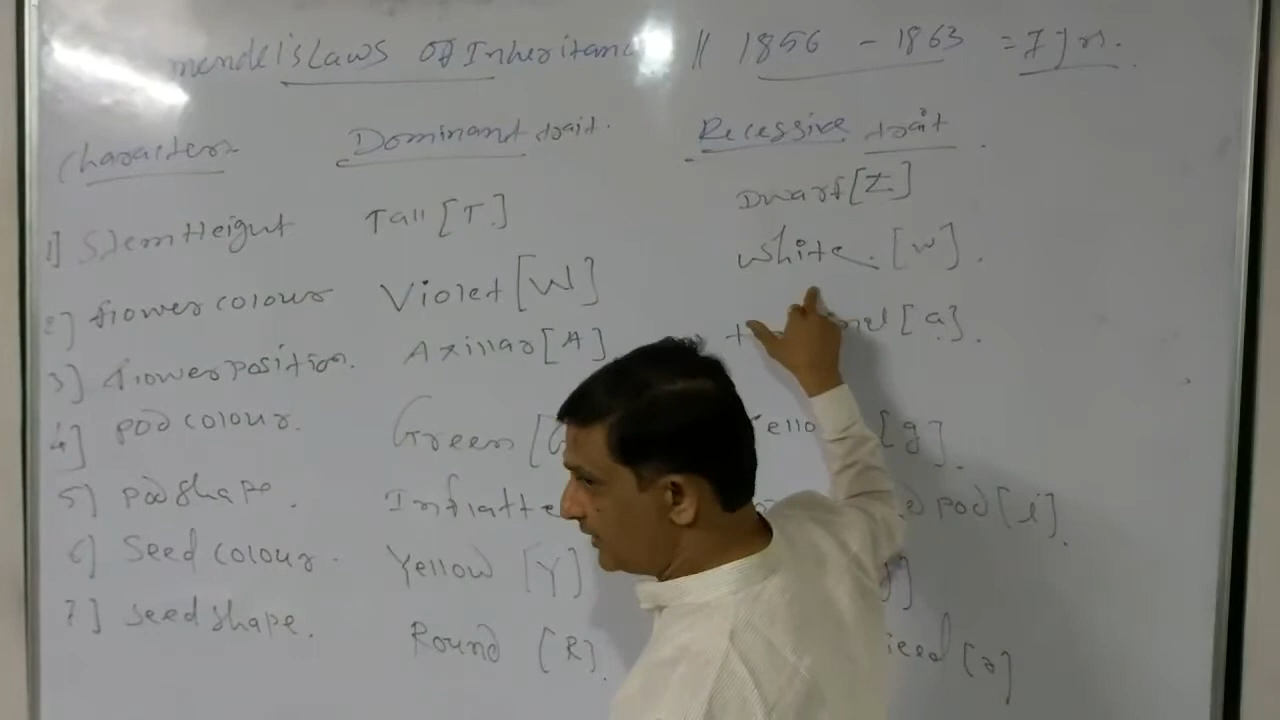 mendel's Laws Of Inheritanc || 1856 - 1863 = 7 yrs.
Characters Dominant trait. Recessive trait.
1] Stem Height Tall [T] Dwarf [t]
2] flower colour Violet [W] white. [w].
3] flower position. Axillar [A] [a].
4] pod colour. Green [G ello [g].
5] pod shape. Inflatte pod [i].
6] Seed colour. Yellow [Y] y]
7] seed shape. Round [R]. [r]